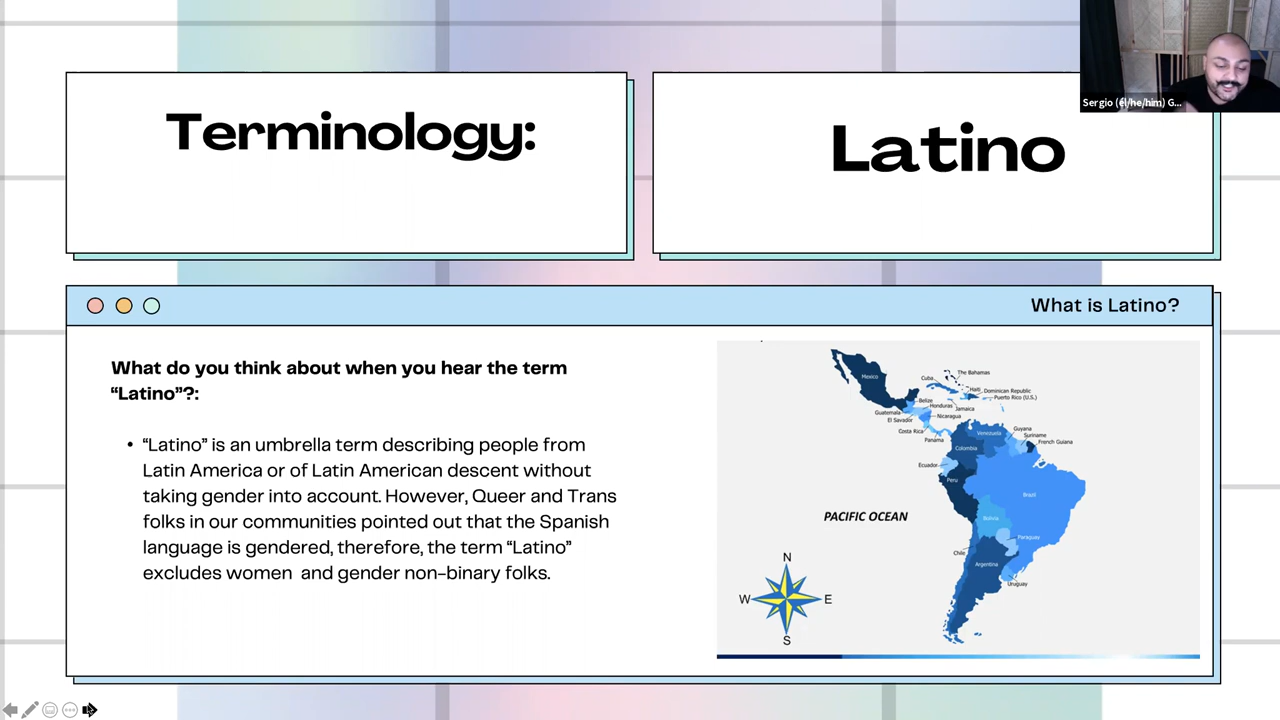 Sergio (él/he/him) G...
Terminology:
Latino
What is Latino?
What do you think about when you hear the term
“Latino”?:
• “Latino” is an umbrella term describing people from
Latin America or of Latin American descent without
taking gender into account. However, Queer and Trans
folks in our communities pointed out that the Spanish
language is gendered, therefore, the term “Latino”
excludes women and gender non-binary folks.
Mexico
Cuba
The Bahamas
Haiti
Dominican Republic
Puerto Rico (U.S.)
Jamaica
Belize
Honduras
Guatemala
El Savador
Nicaragua
Costa Rica
Panama
Venezuela
Guyana
Suriname
French Guiana
Colombia
Ecuador
Peru
Brazil
Bolivia
Paraguay
Chile
Argentina
Uruguay
PACIFIC OCEAN
N
W
E
S